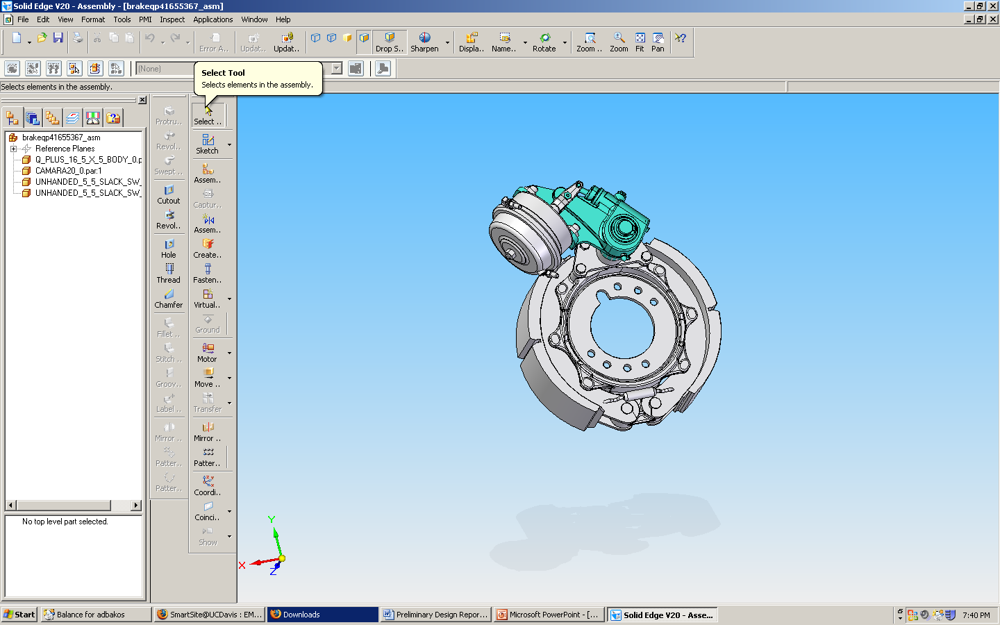 Solid Edge V20 - Assembly - [brakeqp41655367_asm]
File Edit View Format Tools PMI Inspect Applications Window Help
Error A.. Updat.. Updat.. Drop S.. Sharpen Displa.. Name.. Rotate Zoom .. Zoom Fit Pan
(None)
Select Tool
Selects elements in the assembly.
Selects elements in the assembly.
brakeqp41655367_asm
Reference Planes
Q_PLUS_16_5_X_5_BODY_0.p
CAMARA20_0.par:1
UNHANDED_5_5_SLACK_SW_
UNHANDED_5_5_SLACK_SW_
No top level part selected.
Protru..
Revol..
Swept ..
Cutout
Revol..
Hole
Thread
Chamfer
Fillet ..
Stitch ..
Groov..
Label ..
Mirror ..
Patter..
Patter..
Select ..
Sketch
Assem..
Captur..
Assem..
Create..
Fasten..
Virtual..
Ground
Motor
Move ..
Transfer
Mirror ..
Patter..
Coordi..
Coinci..
Show
Y
X
Z
Start Balance for adbakos SmartSite@UCDavis : EM... Downloads Preliminary Design Repor... Microsoft PowerPoint - [... Solid Edge V20 - Asse... 7:40 PM